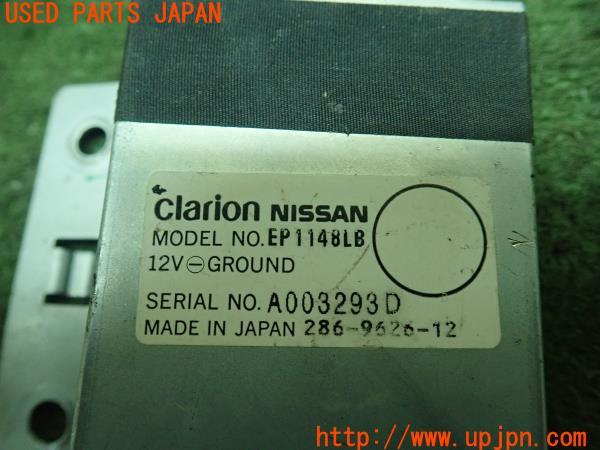 USED PARTS JAPAN
Clarion NISSAN
MODEL NO.EP1148LB
12V⊖GROUND
SERIAL NO. A003293D
MADE IN JAPAN 286-9626-12
http://www.upjpn.com